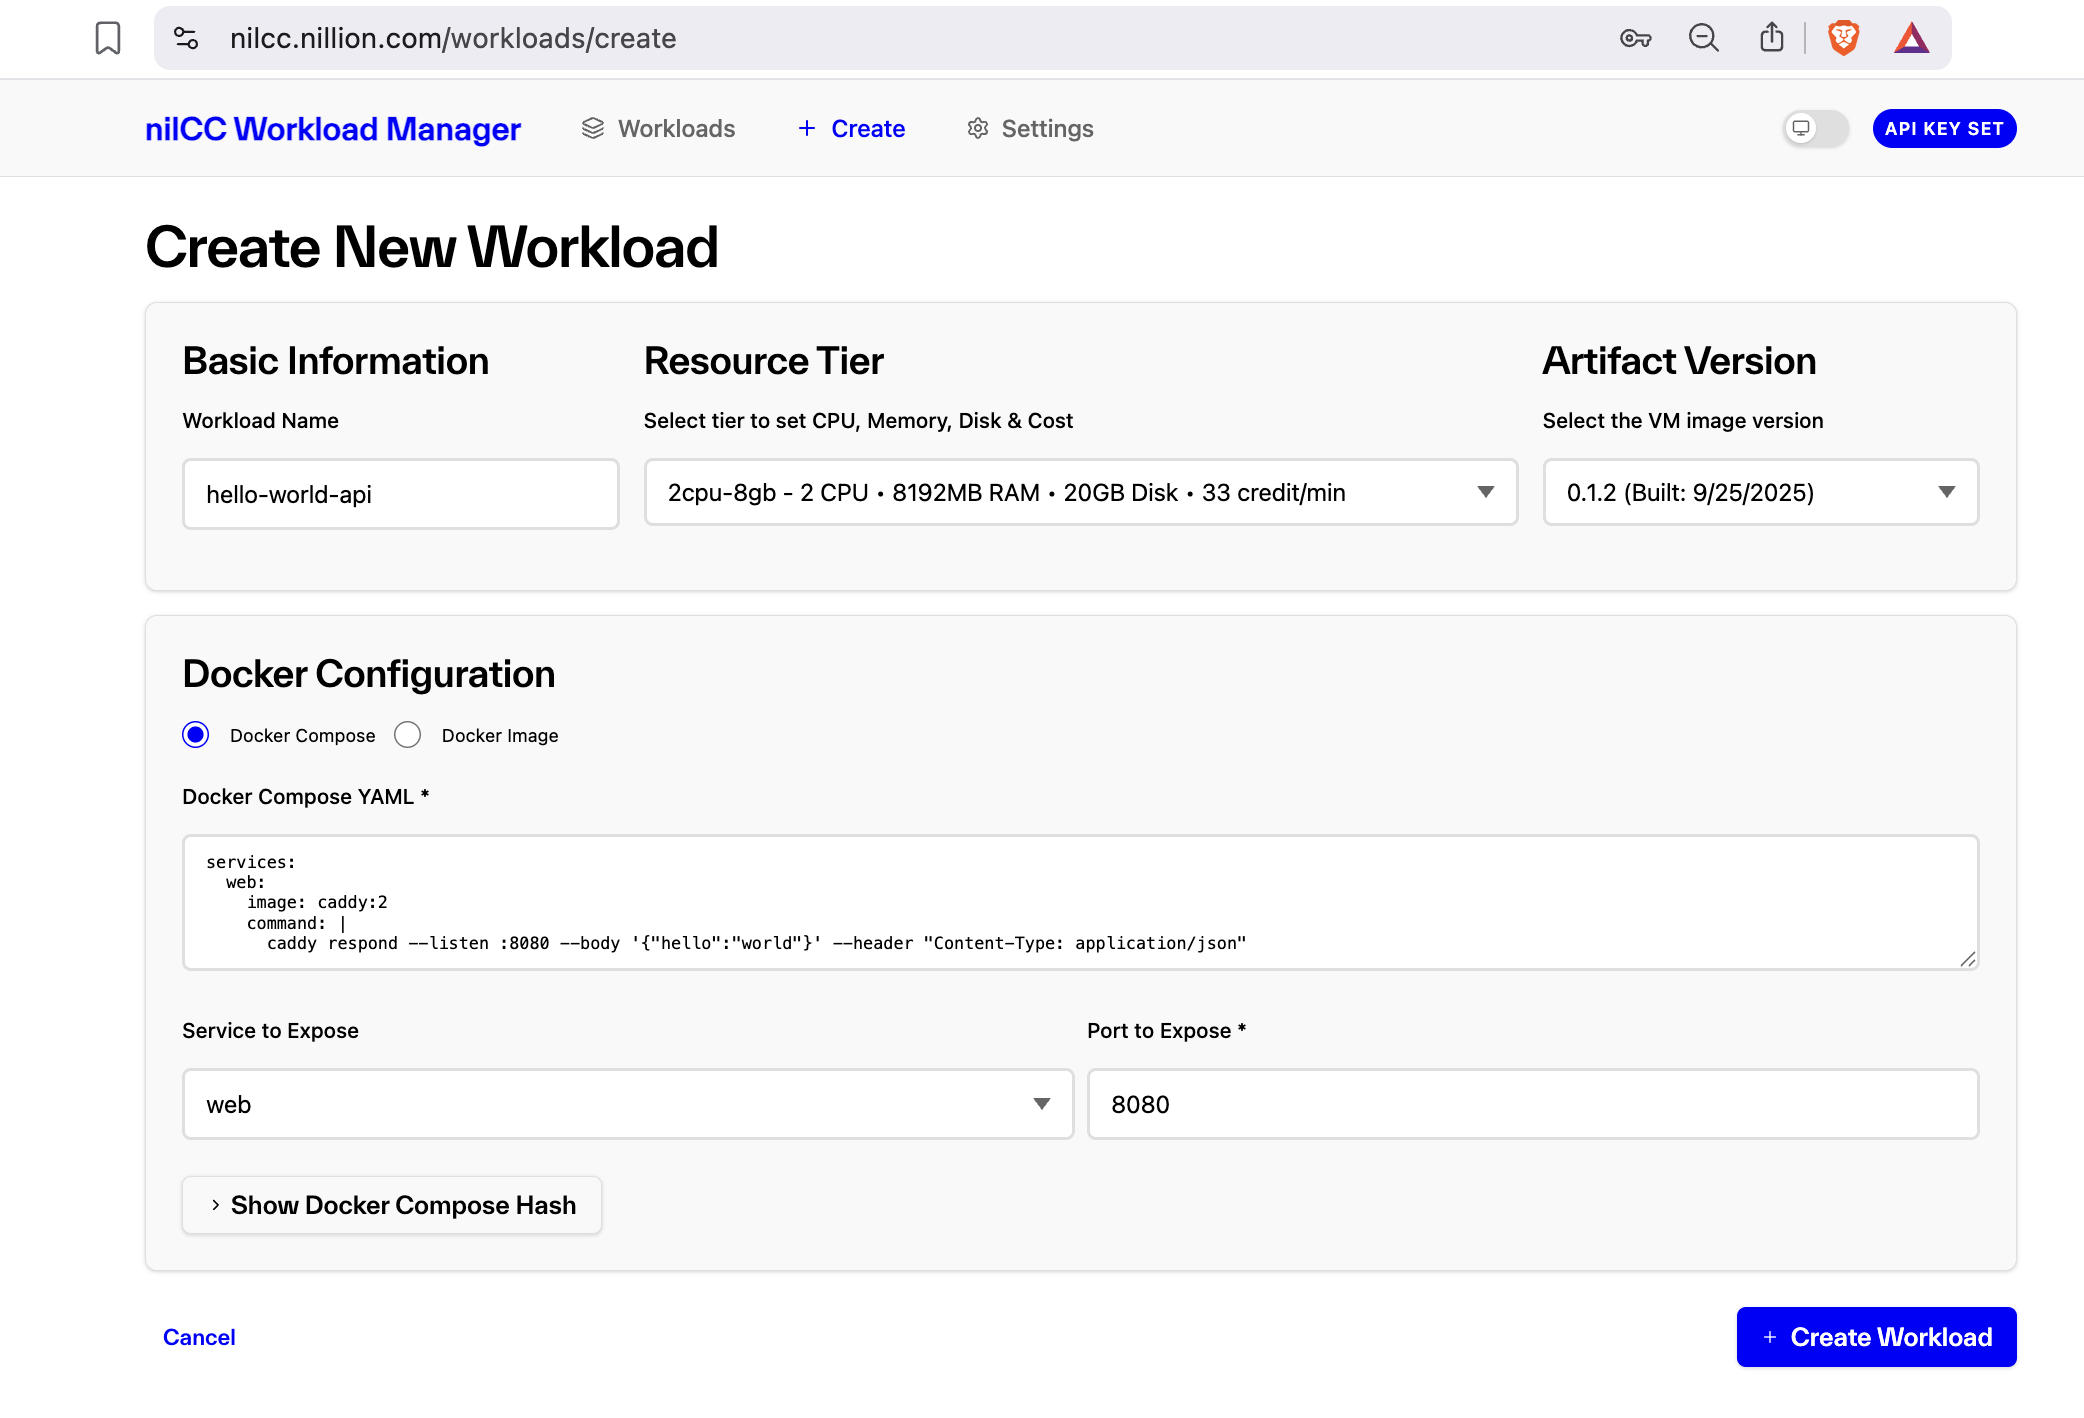 nilcc.nillion.com/workloads/create
nilCC Workload Manager
Workloads
+ Create
Settings
API KEY SET
Create New Workload
Basic Information
Workload Name
hello-world-api
Resource Tier
Select tier to set CPU, Memory, Disk & Cost
2cpu-8gb - 2 CPU • 8192MB RAM • 20GB Disk • 33 credit/min
Artifact Version
Select the VM image version
0.1.2 (Built: 9/25/2025)
Docker Configuration
Docker Compose
Docker Image
Docker Compose YAML *
services:
  web:
    image: caddy:2
    command: |
      caddy respond --listen :8080 --body '{"hello":"world"}' --header "Content-Type: application/json"
Service to Expose
web
Port to Expose *
8080
› Show Docker Compose Hash
Cancel
+ Create Workload